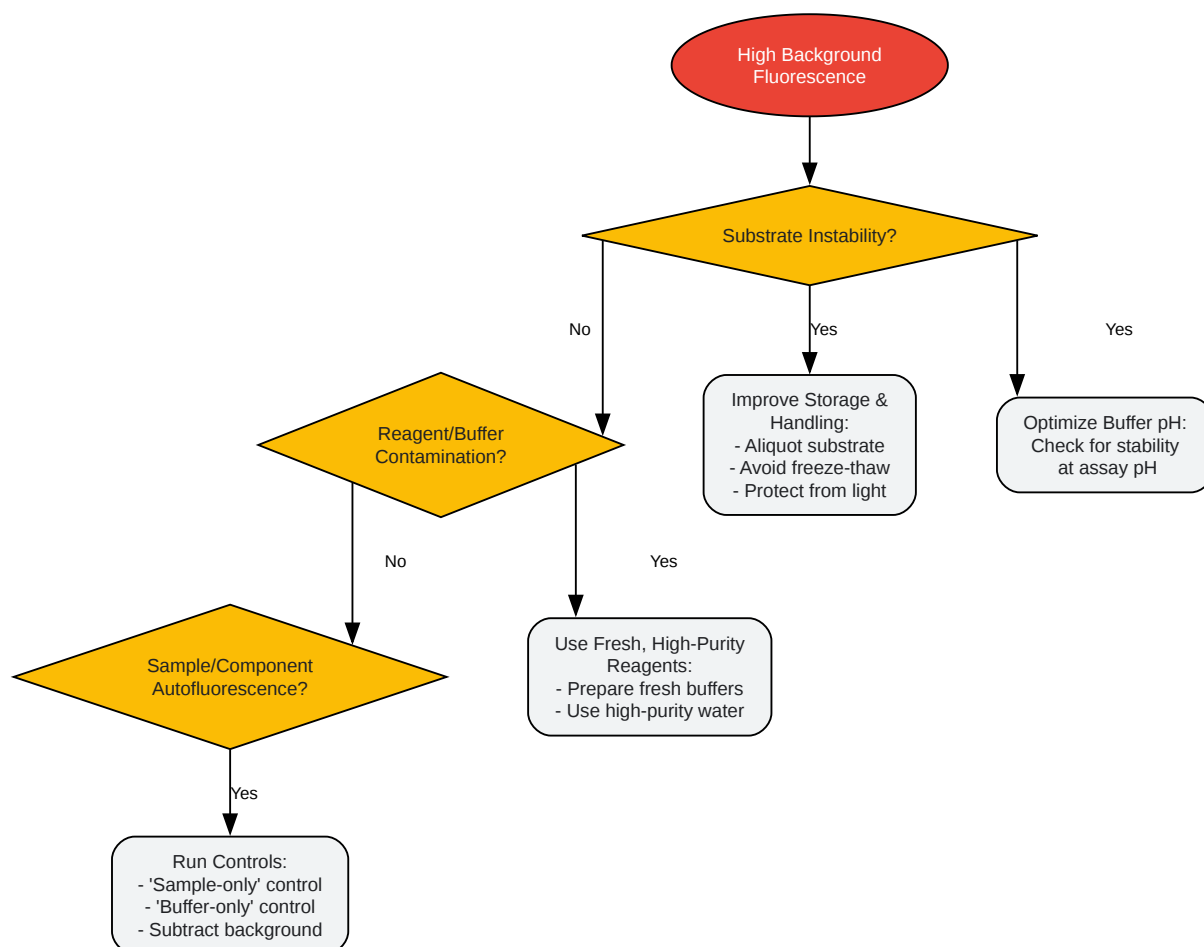 High Background
Fluorescence
Substrate Instability?
No
Yes
Yes
Improve Storage &
Handling:
- Aliquot substrate
- Avoid freeze-thaw
- Protect from light
Optimize Buffer pH:
Check for stability
at assay pH
Reagent/Buffer
Contamination?
No
Yes
Use Fresh, High-Purity
Reagents:
- Prepare fresh buffers
- Use high-purity water
Sample/Component
Autofluorescence?
Yes
Run Controls:
- 'Sample-only' control
- 'Buffer-only' control
- Subtract background